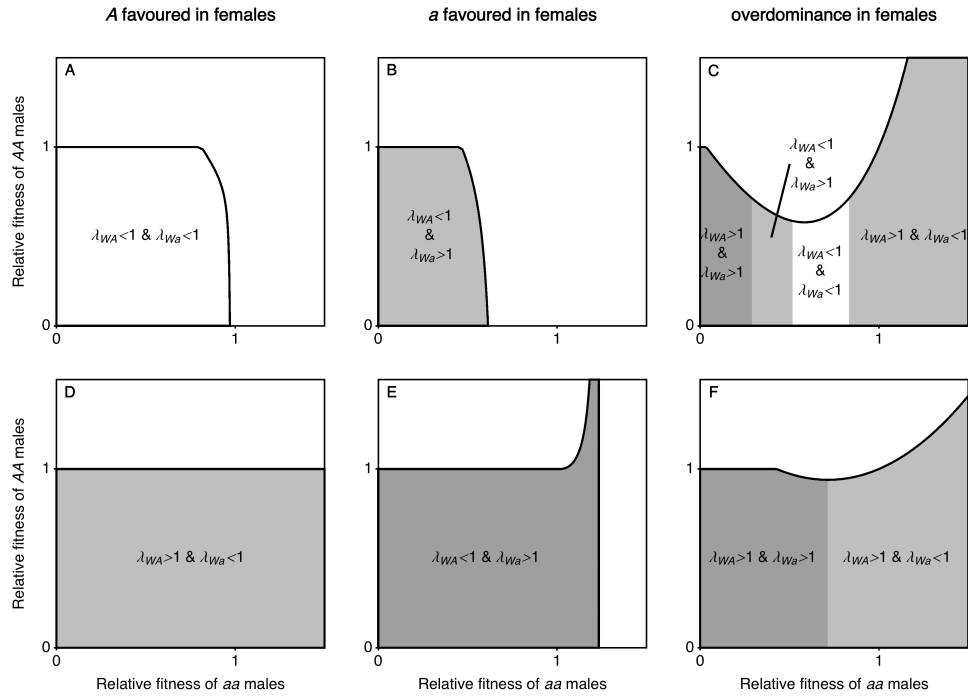 A favoured in females
a favoured in females
overdominance in females
A
B
C
Relative fitness of AA males
1
0
λWA<1 & λWa<1
0
1
1
0
λWA<1
&
λWa>1
0
1
1
0
λWA<1
&
λWa>1
λWA>1
&
λWa>1
λWA<1
&
λWa<1
λWA>1 & λWa<1
0
1
D
E
F
Relative fitness of AA males
1
0
λWA>1 & λWa<1
0
1
Relative fitness of aa males
1
0
λWA<1 & λWa>1
0
1
Relative fitness of aa males
1
0
λWA>1 & λWa>1
λWA>1 & λWa<1
0
1
Relative fitness of aa males